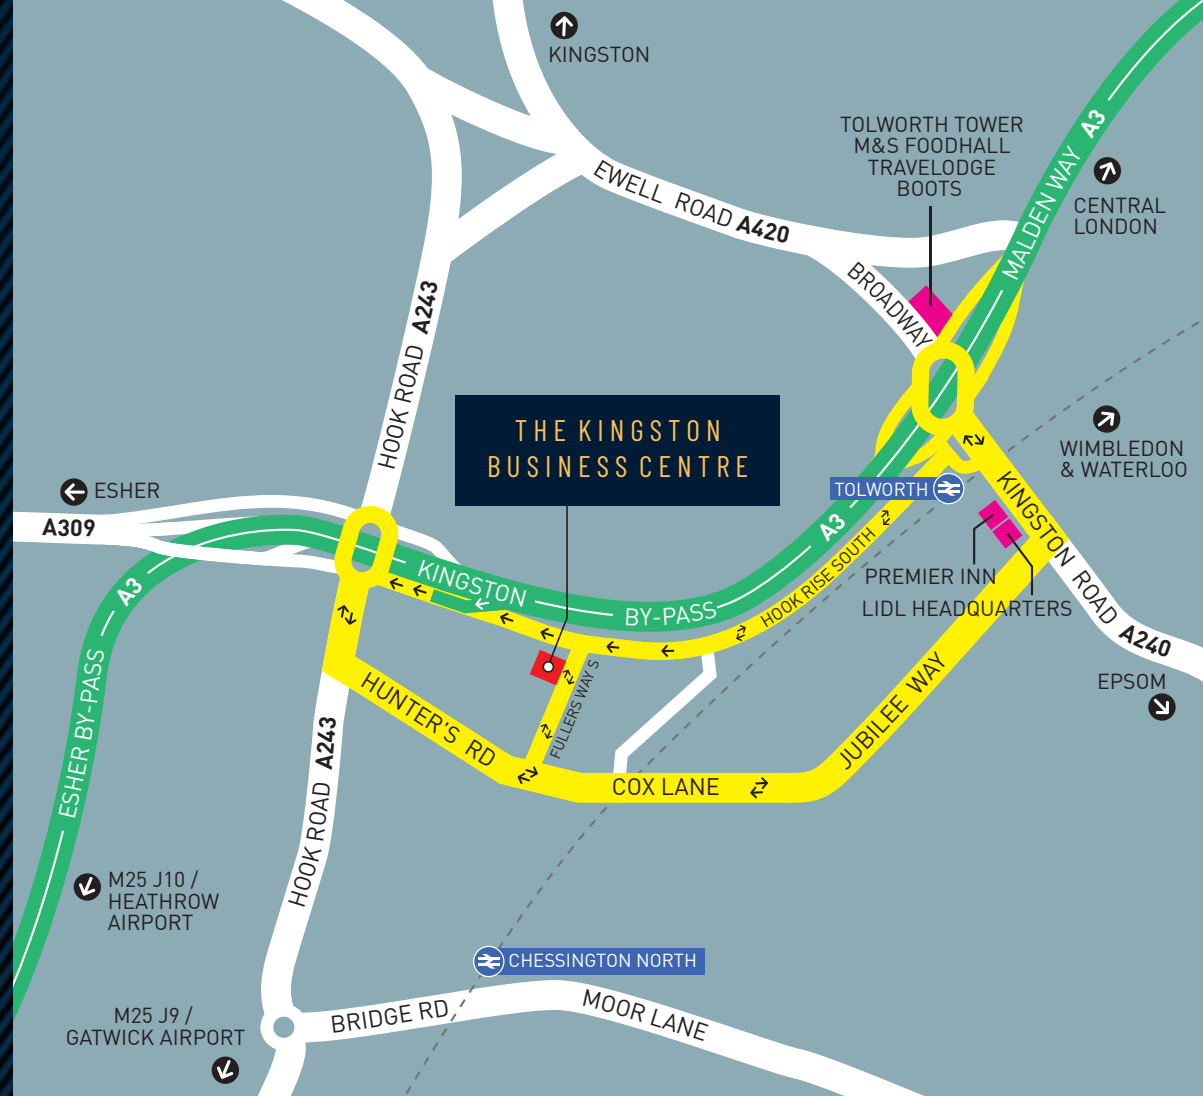 KINGSTON
TOLWORTH TOWER
M&S FOODHALL
TRAVELODGE
BOOTS
MALDEN WAY A3
CENTRAL
LONDON
EWELL ROAD A420
BROADWAY
HOOK ROAD A243
THE KINGSTON
BUSINESS CENTRE
WIMBLEDON
& WATERLOO
ESHER
A309
TOLWORTH
KINGSTON ROAD A240
A3
KINGSTON
BY-PASS
HOOK RISE SOUTH
PREMIER INN
LIDL HEADQUARTERS
A3
ESHER BY-PASS
EPSOM
FULLERS WAY S
HUNTER'S RD
JUBILEE WAY
COX LANE
HOOK ROAD A243
M25 J10 /
HEATHROW
AIRPORT
CHESSINGTON NORTH
M25 J9 /
GATWICK AIRPORT
BRIDGE RD
MOOR LANE